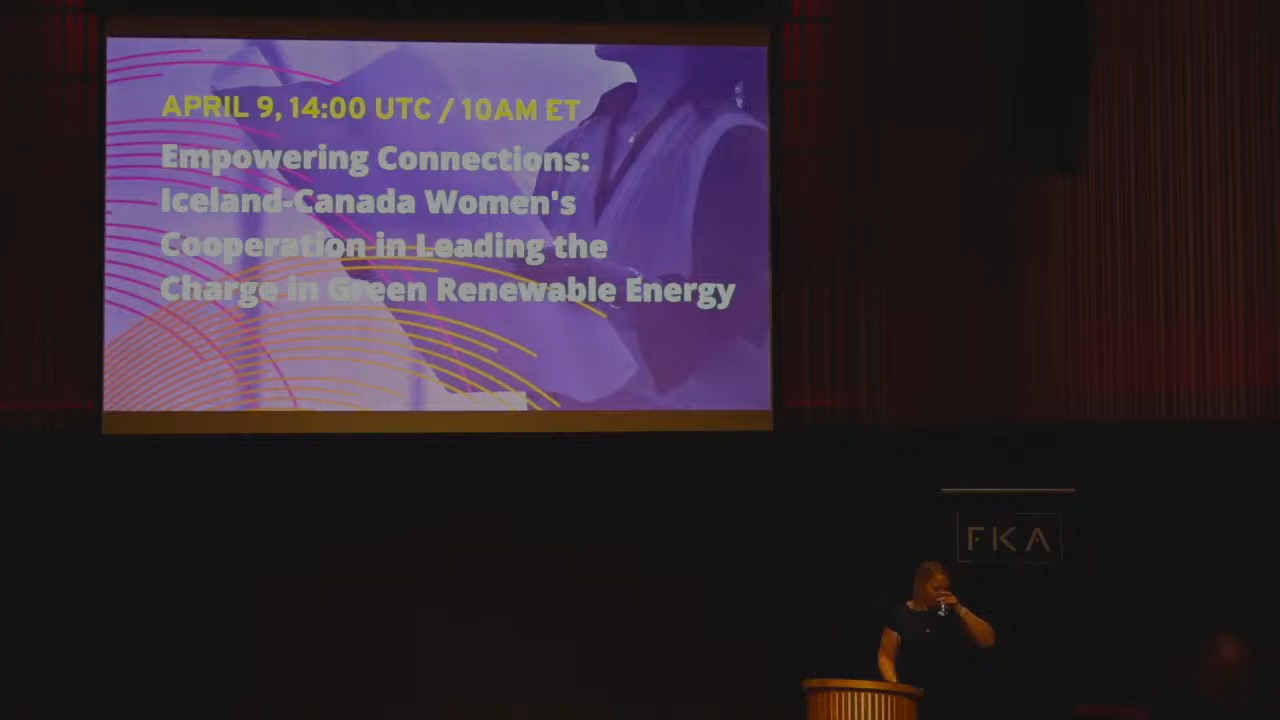 APRIL 9, 14:00 UTC / 10AM ET
Empowering Connections:
Iceland-Canada Women's
Cooperation in Leading the
Charge in Green Renewable Energy
FKA